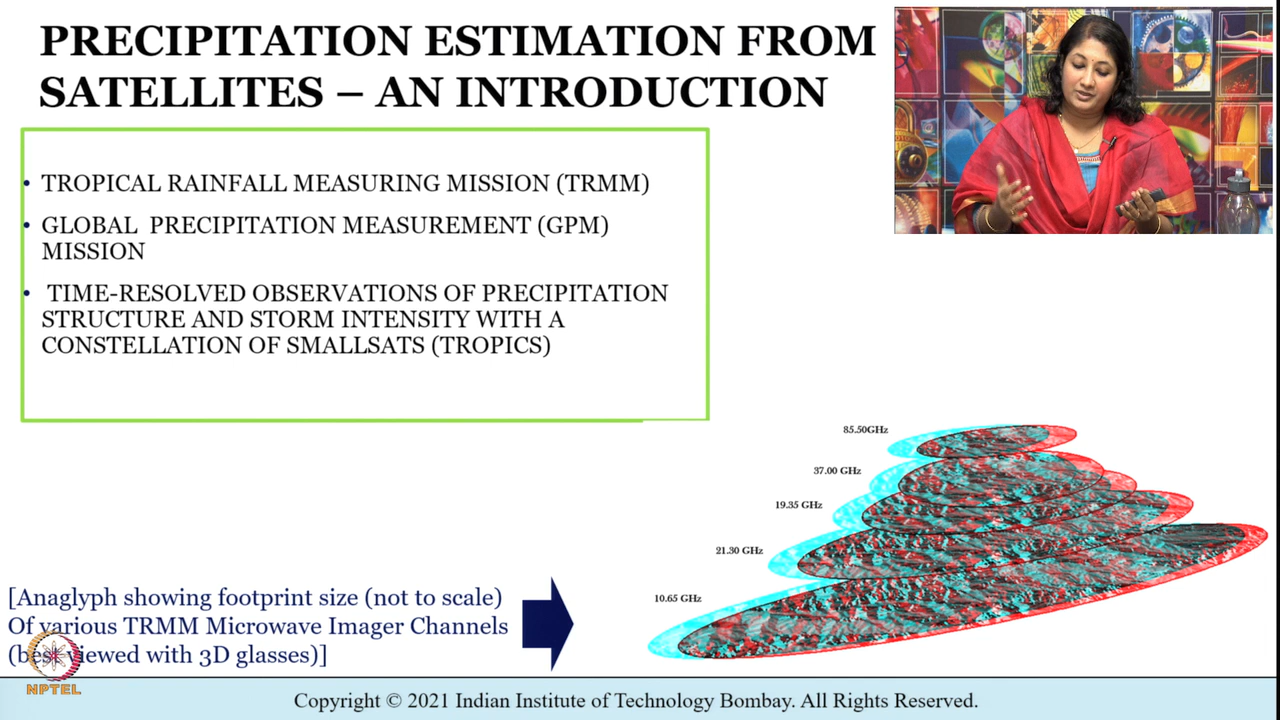 PRECIPITATION ESTIMATION FROM
SATELLITES – AN INTRODUCTION
• TROPICAL RAINFALL MEASURING MISSION (TRMM)
• GLOBAL PRECIPITATION MEASUREMENT (GPM)
MISSION
• TIME-RESOLVED OBSERVATIONS OF PRECIPITATION
STRUCTURE AND STORM INTENSITY WITH A
CONSTELLATION OF SMALLSATS (TROPICS)
85.50GHz
37.00 GHz
19.35 GHz
21.30 GHz
10.65 GHz
[Anaglyph showing footprint size (not to scale)
Of various TRMM Microwave Imager Channels
(best viewed with 3D glasses)]
NPTEL
Copyright © 2021 Indian Institute of Technology Bombay. All Rights Reserved.